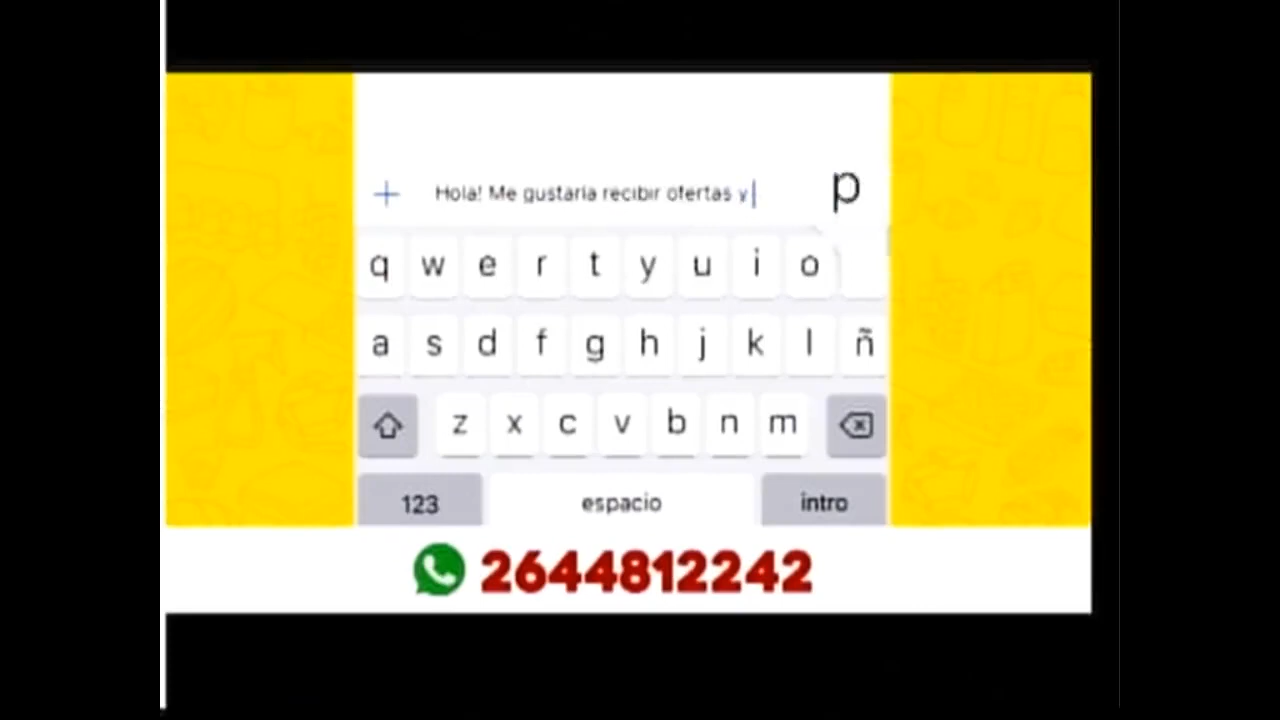 Hola! Me gustaría recibir ofertas y
p
q w e r t y u i o
a s d f g h j k l ñ
z x c v b n m
123 espacio intro
2644812242